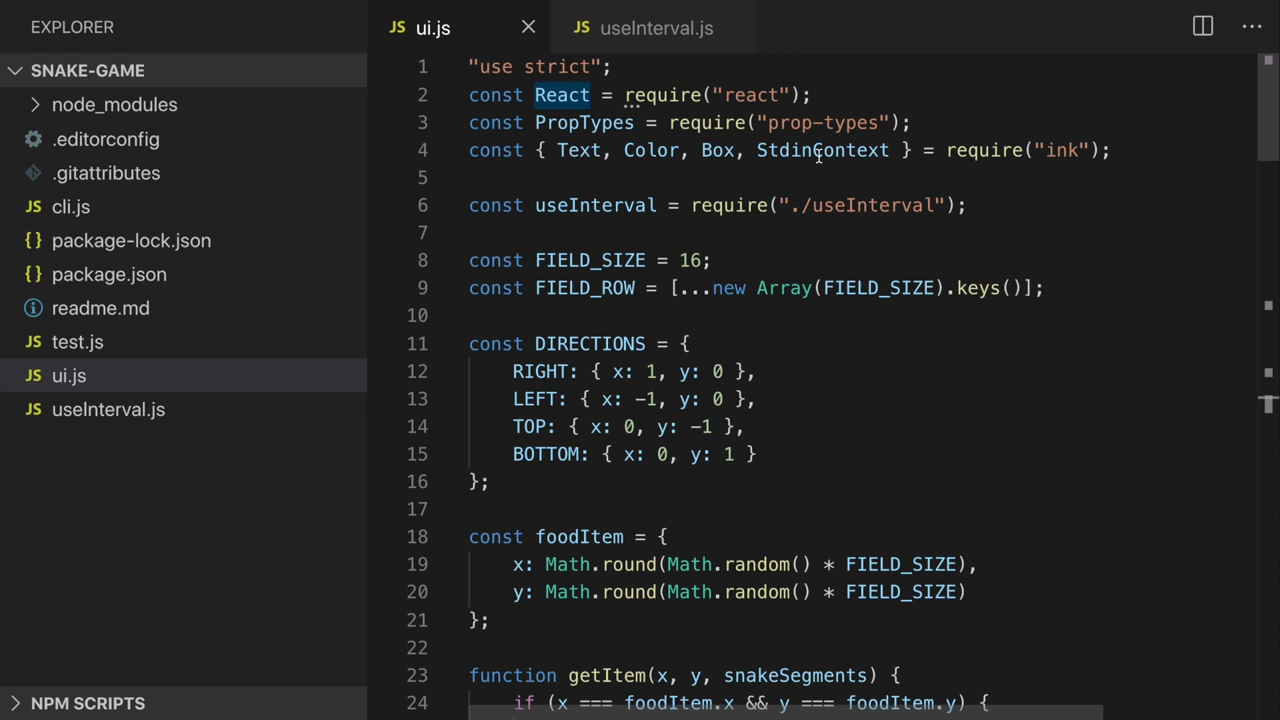 EXPLORER
SNAKE-GAME
node_modules
.editorconfig
.gitattributes
JS cli.js
{} package-lock.json
{} package.json
readme.md
JS test.js
JS ui.js
JS useInterval.js
NPM SCRIPTS
JS ui.js
JS useInterval.js
1 "use strict";
2 const React = require("react");
3 const PropTypes = require("prop-types");
4 const { Text, Color, Box, StdinContext } = require("ink");
5
6 const useInterval = require("./useInterval");
7
8 const FIELD_SIZE = 16;
9 const FIELD_ROW = [...new Array(FIELD_SIZE).keys()];
10
11 const DIRECTIONS = {
12 RIGHT: { x: 1, y: 0 },
13 LEFT: { x: -1, y: 0 },
14 TOP: { x: 0, y: -1 },
15 BOTTOM: { x: 0, y: 1 }
16 };
17
18 const foodItem = {
19 x: Math.round(Math.random() * FIELD_SIZE),
20 y: Math.round(Math.random() * FIELD_SIZE)
21 };
22
23 function getItem(x, y, snakeSegments) {
24 if (x === foodItem.x && y === foodItem.y) {